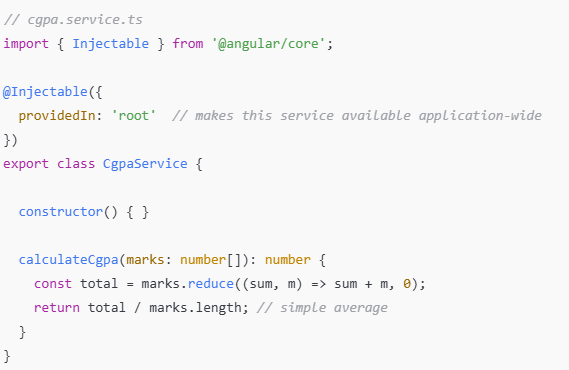 // cgpa.service.ts
import { Injectable } from '@angular/core';
@Injectable({
  providedIn: 'root'  // makes this service available application-wide
})
export class CgpaService {
  constructor() { }
  calculateCgpa(marks: number[]): number {
    const total = marks.reduce((sum, m) => sum + m, 0);
    return total / marks.length; // simple average
  }
}